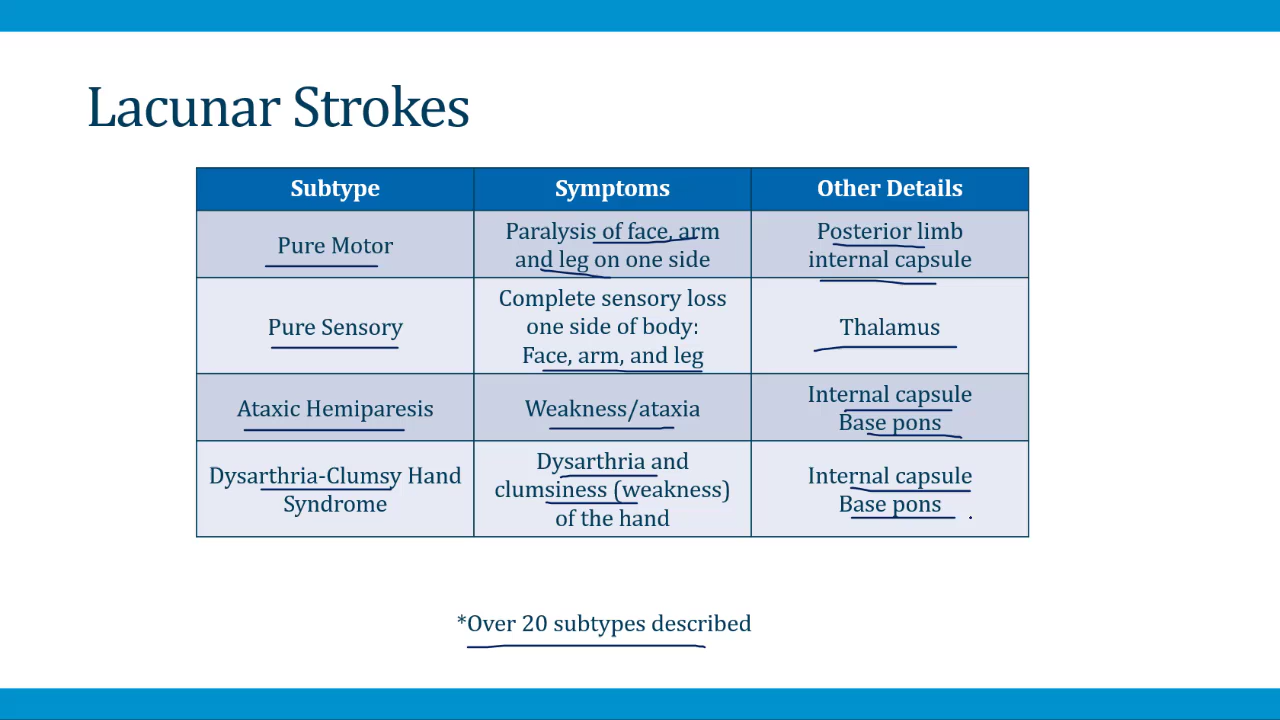 Lacunar Strokes
Subtype
Symptoms
Other Details
Pure Motor
Paralysis of face, arm
and leg on one side
Posterior limb
internal capsule
Pure Sensory
Complete sensory loss
one side of body:
Face, arm, and leg
Thalamus
Ataxic Hemiparesis
Weakness/ataxia
Internal capsule
Base pons
Dysarthria-Clumsy Hand
Syndrome
Dysarthria and
clumsiness (weakness)
of the hand
Internal capsule
Base pons
*Over 20 subtypes described